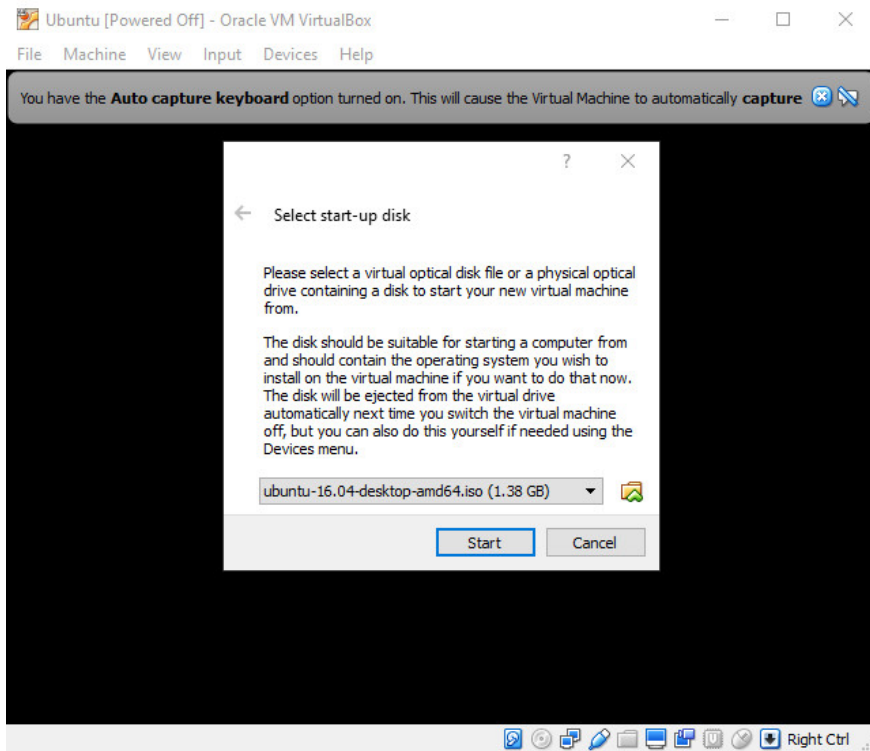 Ubuntu [Powered Off] - Oracle VM VirtualBox
File Machine View Input Devices Help
You have the Auto capture keyboard option turned on. This will cause the Virtual Machine to automatically capture
?
Select start-up disk
Please select a virtual optical disk file or a physical optical
drive containing a disk to start your new virtual machine
from.
The disk should be suitable for starting a computer from
and should contain the operating system you wish to
install on the virtual machine if you want to do that now.
The disk will be ejected from the virtual drive
automatically next time you switch the virtual machine
off, but you can also do this yourself if needed using the
Devices menu.
ubuntu-16.04-desktop-amd64.iso (1.38 GB)
Start Cancel
Right Ctrl